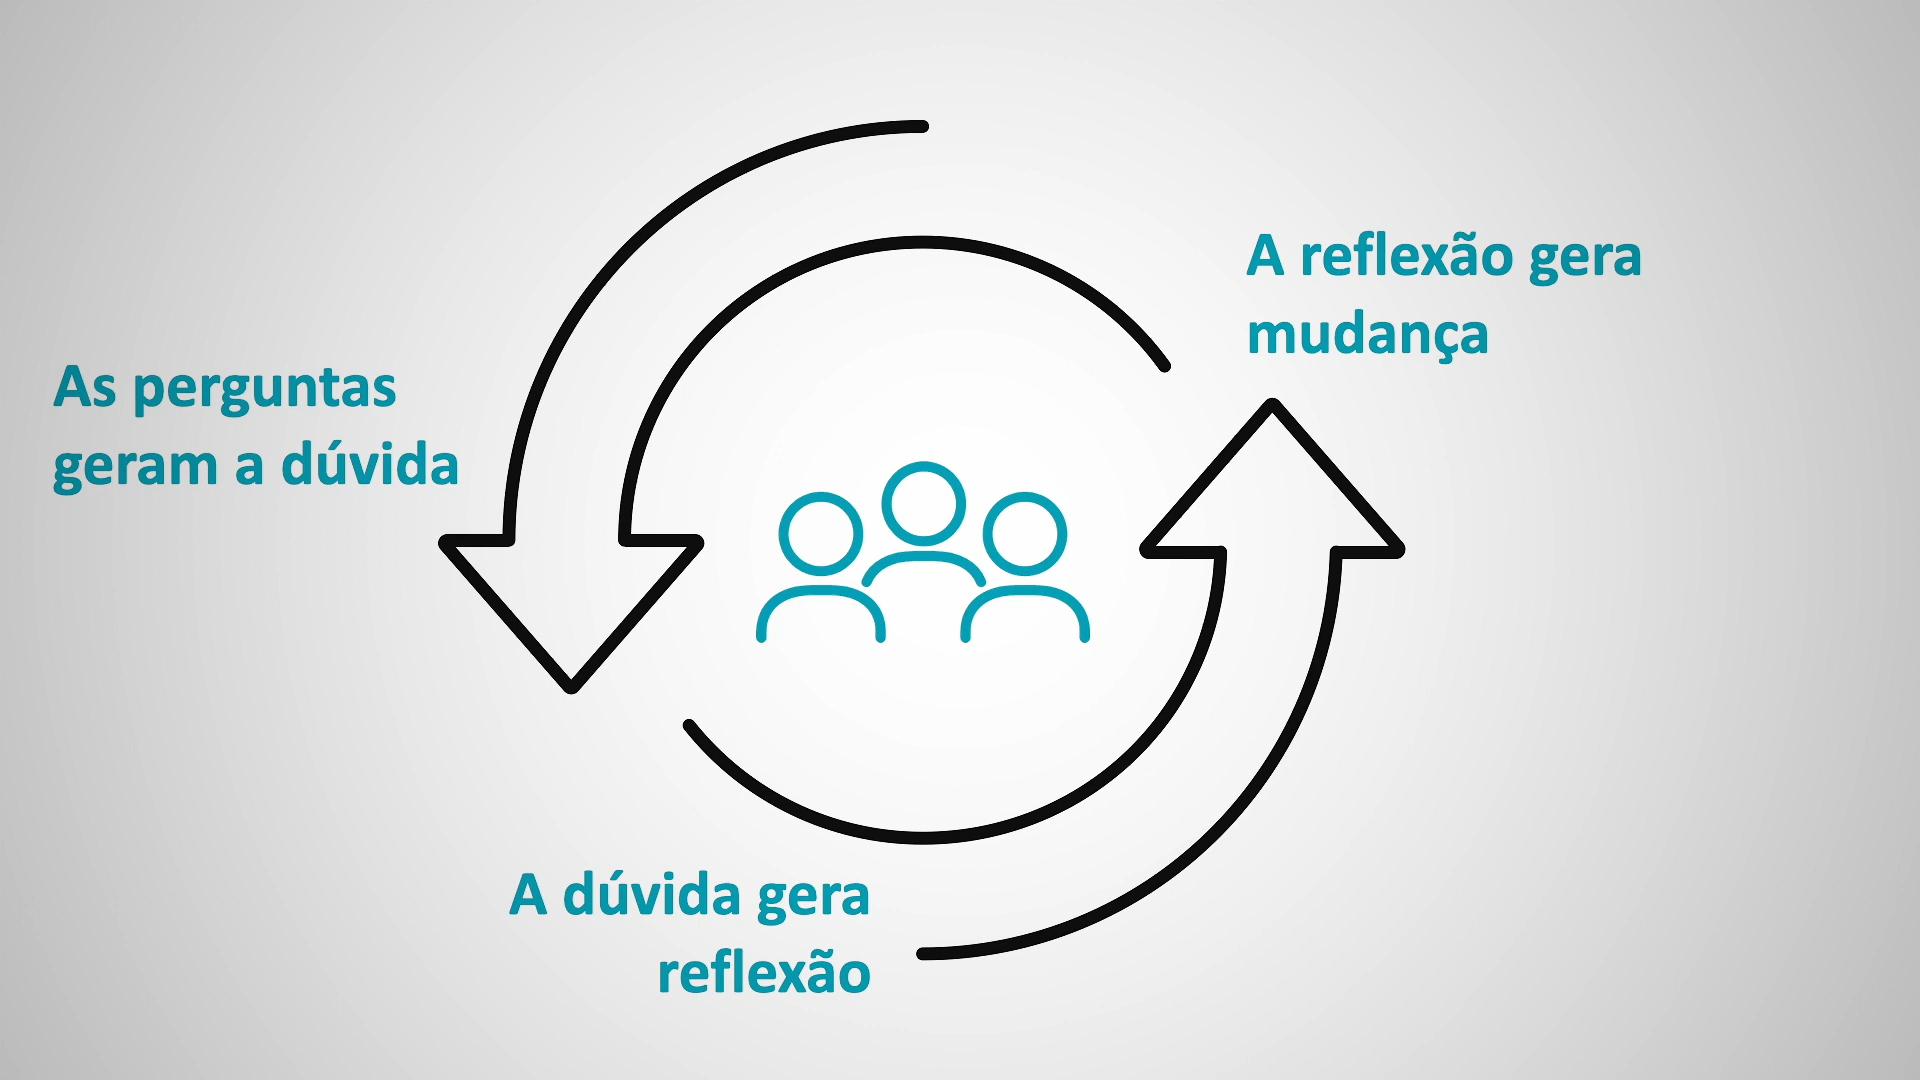 As perguntas
geram a dúvida
A dúvida gera
reflexão
A reflexão gera
mudança